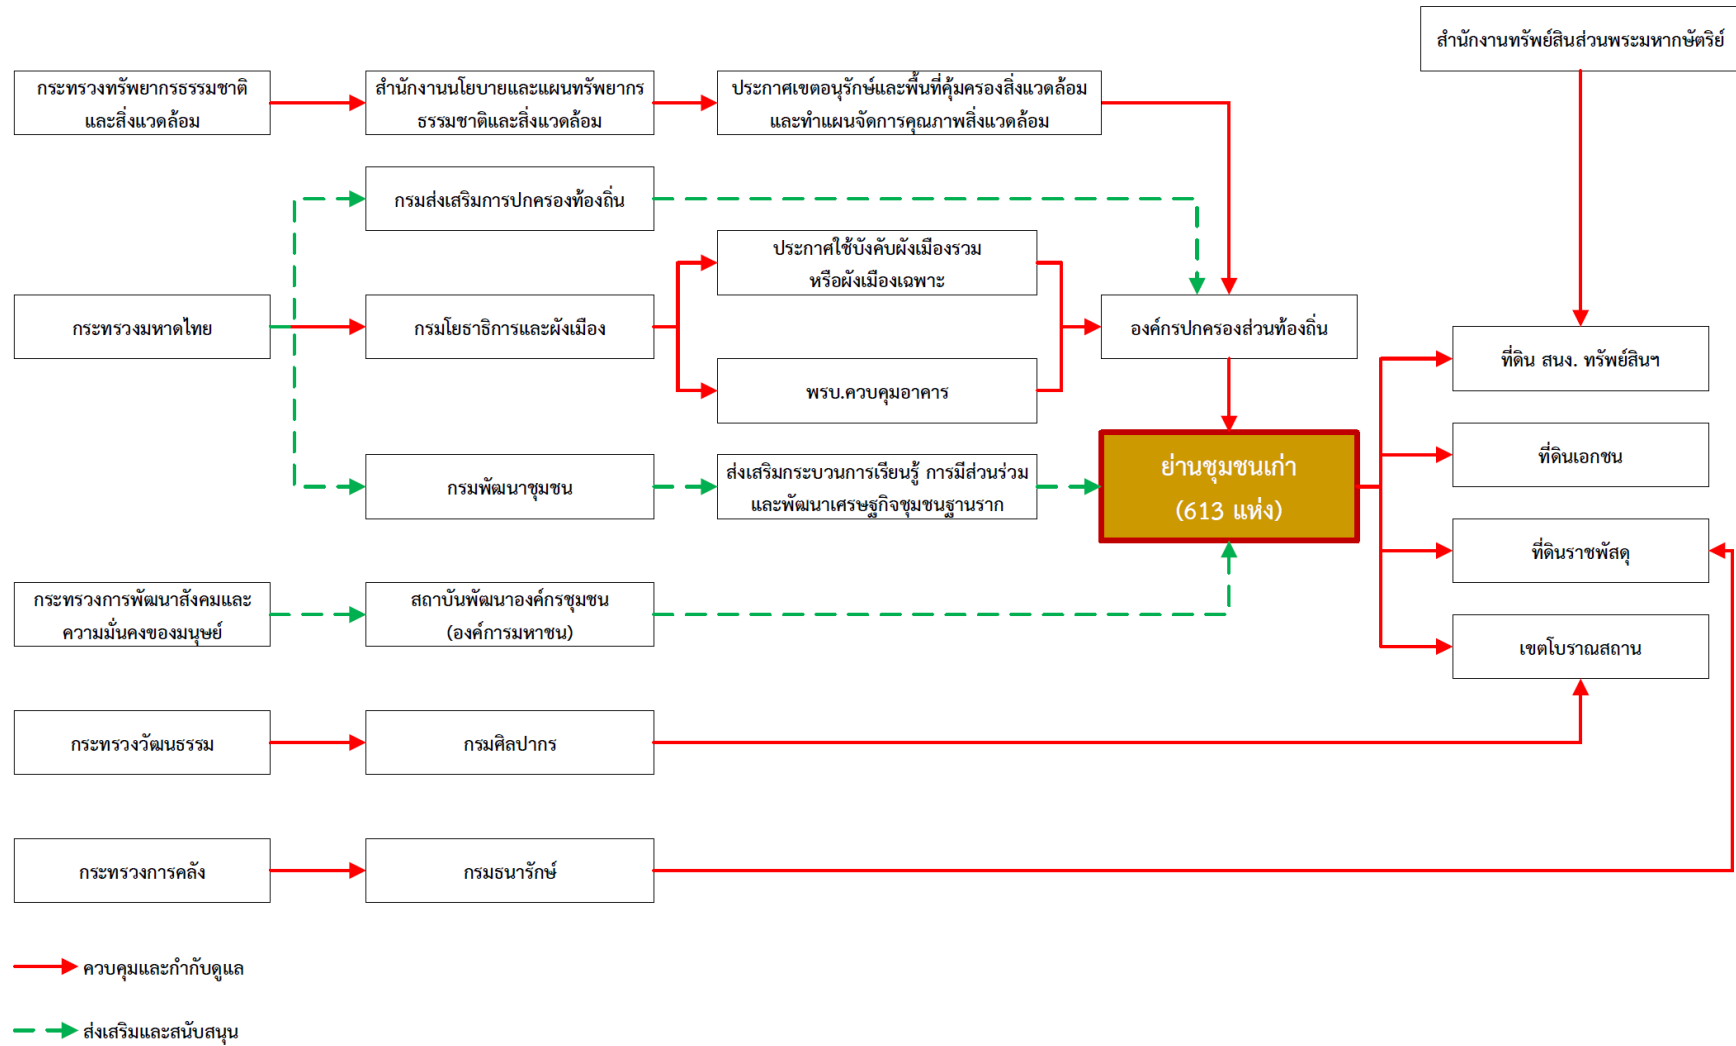 สำนักงานทรัพย์สินส่วนพระมหากษัตริย์
กระทรวงทรัพยากรธรรมชาติ
และสิ่งแวดล้อม
สำนักงานนโยบายและแผนทรัพยากร
ธรรมชาติและสิ่งแวดล้อม
ประกาศเขตอนุรักษ์และพื้นที่คุ้มครองสิ่งแวดล้อม
และทำแผนจัดการคุณภาพสิ่งแวดล้อม
กรมส่งเสริมการปกครองท้องถิ่น
ประกาศใช้บังคับผังเมืองรวม
หรือผังเมืองเฉพาะ
กระทรวงมหาดไทย
กรมโยธาธิการและผังเมือง
องค์กรปกครองส่วนท้องถิ่น
ที่ดิน สนง. ทรัพย์สินฯ
พรบ.ควบคุมอาคาร
ที่ดินเอกชน
กรมพัฒนาชุมชน
ส่งเสริมกระบวนการเรียนรู้ การมีส่วนร่วม
และพัฒนาเศรษฐกิจชุมชนฐานราก
ย่านชุมชนเก่า
(613 แห่ง)
ที่ดินราชพัสดุ
กระทรวงการพัฒนาสังคมและ
ความมั่นคงของมนุษย์
สถาบันพัฒนาองค์กรชุมชน
(องค์การมหาชน)
เขตโบราณสถาน
กระทรวงวัฒนธรรม
กรมศิลปากร
กระทรวงการคลัง
กรมธนารักษ์
ควบคุมและกำกับดูแล
ส่งเสริมและสนับสนุน